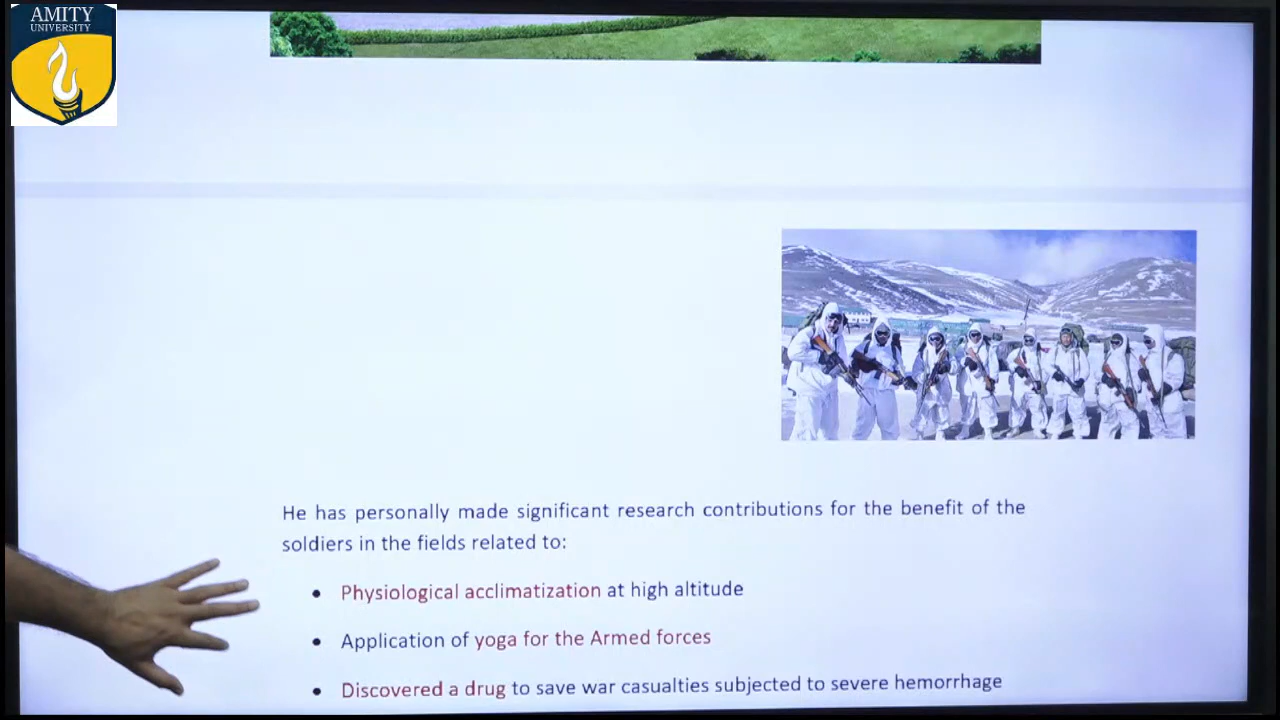 AMITY
UNIVERSITY
He has personally made significant research contributions for the benefit of the
soldiers in the fields related to:
• Physiological acclimatization at high altitude
• Application of yoga for the Armed forces
• Discovered a drug to save war casualties subjected to severe hemorrhage